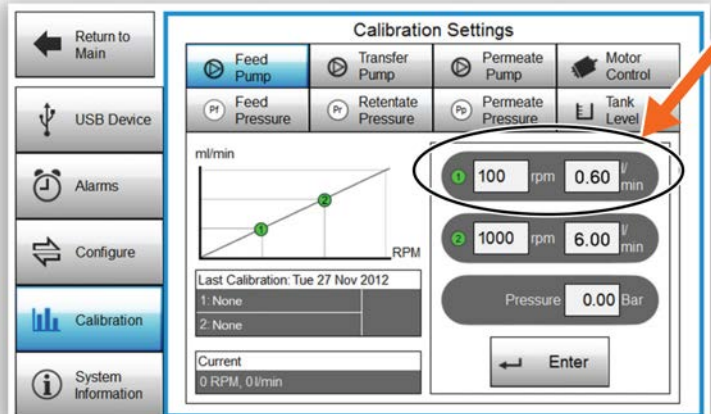 Return to
Main
USB Device
Alarms
Configure
Calibration
System
Information
Calibration Settings
Feed
Pump
Transfer
Pump
Permeate
Pump
Motor
Control
Pf
Feed
Pressure
Pr
Retentate
Pressure
Pp
Permeate
Pressure
Tank
Level
ml/min
1
2
RPM
Last Calibration: Tue 27 Nov 2012
1: None
2: None
Current
0 RPM, 0 l/min
1 100 rpm 0.60 l/min
2 1000 rpm 6.00 l/min
Pressure 0.00 Bar
Enter